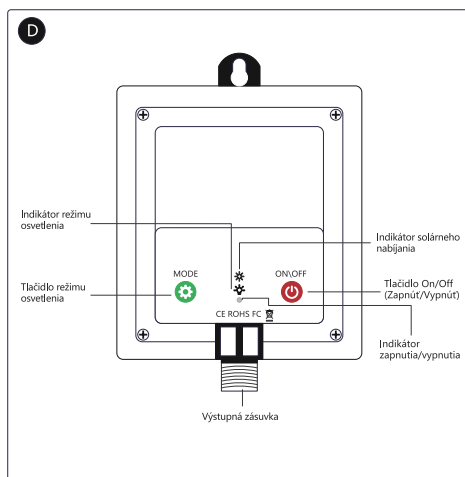 D
Indikátor režimu
osvetlenia
Indikátor solárneho
nabíjania
MODE
ON\OFF
Tlačidlo režimu
osvetlenia
Tlačidlo On/Off
(Zapnúť/Vypnúť)
CE ROHS FC
Indikátor
zapnutia/vypnutia
Výstupná zásuvka